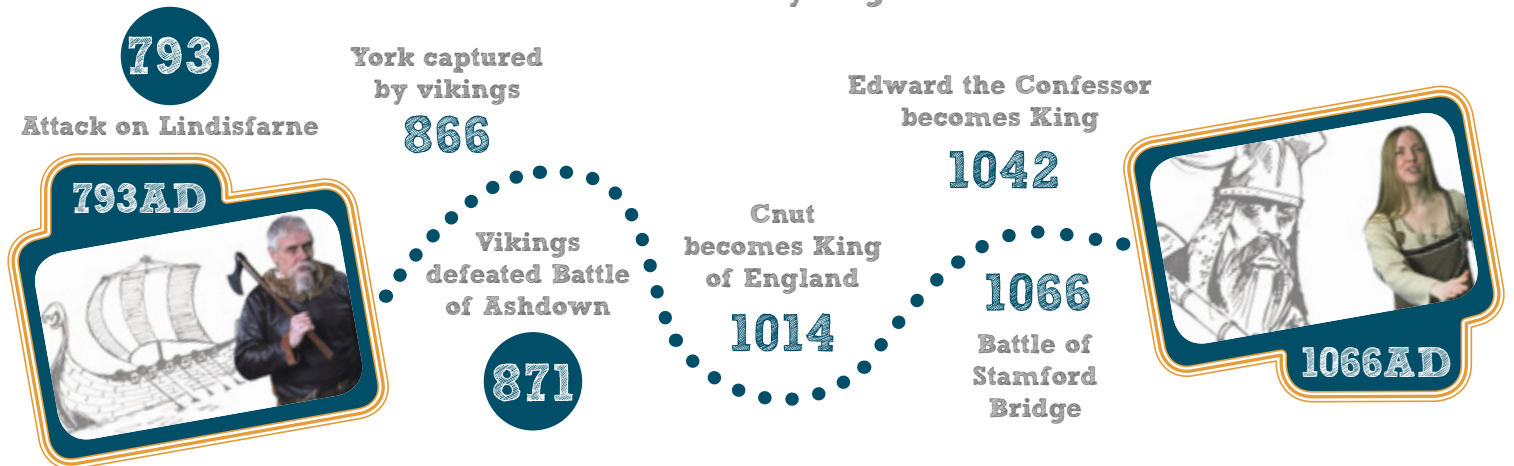 793
Attack on Lindisfarne
793AD
York captured
by vikings
866
Vikings
defeated Battle
of Ashdown
871
Cnut
becomes King
of England
1014
Edward the Confessor
becomes King
1042
1066
Battle of
Stamford
Bridge
1066AD